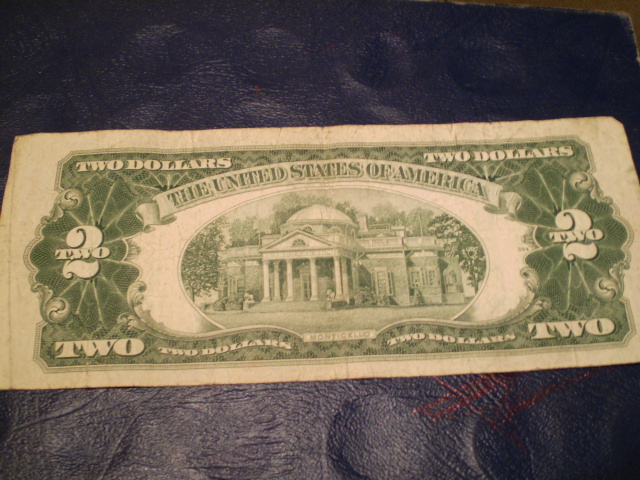 TWO DOLLARS TWO DOLLARS
THE UNITED STATES OF AMERICA
2 2
TWO TWO
MONTICELLO
TWO TWO DOLLARS TWO DOLLARS TWO